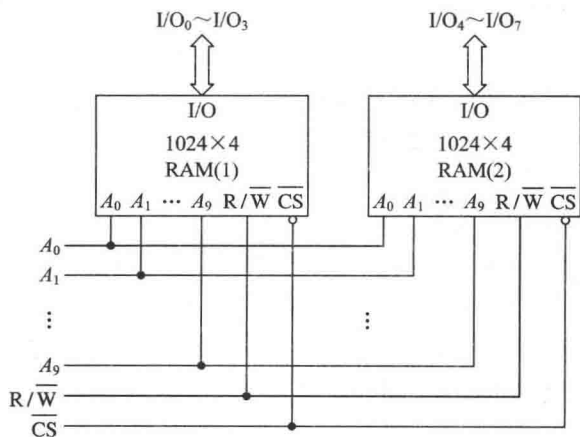 I/O₀～I/O₃ I/O₄～I/O₇
I/O I/O
1024×4 1024×4
RAM(1) RAM(2)
A₀ A₁ ⋯ A₉ R/W̅ C̅S̅ A₀ A₁ ⋯ A₉ R/W̅ C̅S̅
A₀
A₁
⋮ ⋮
A₉
R/W̅
C̅S̅